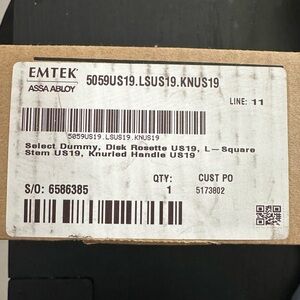 EMTEK
ASSA ABLOY
5059US19.LSUS19.KNUS19
LINE: 11
5059US19.LSUS19.KNUS19
Select Dummy, Disk Rosette US19, L-Square
Stem US19, Knurled Handle US19
QTY: CUST PO
S/O: 6586385 1 5173802